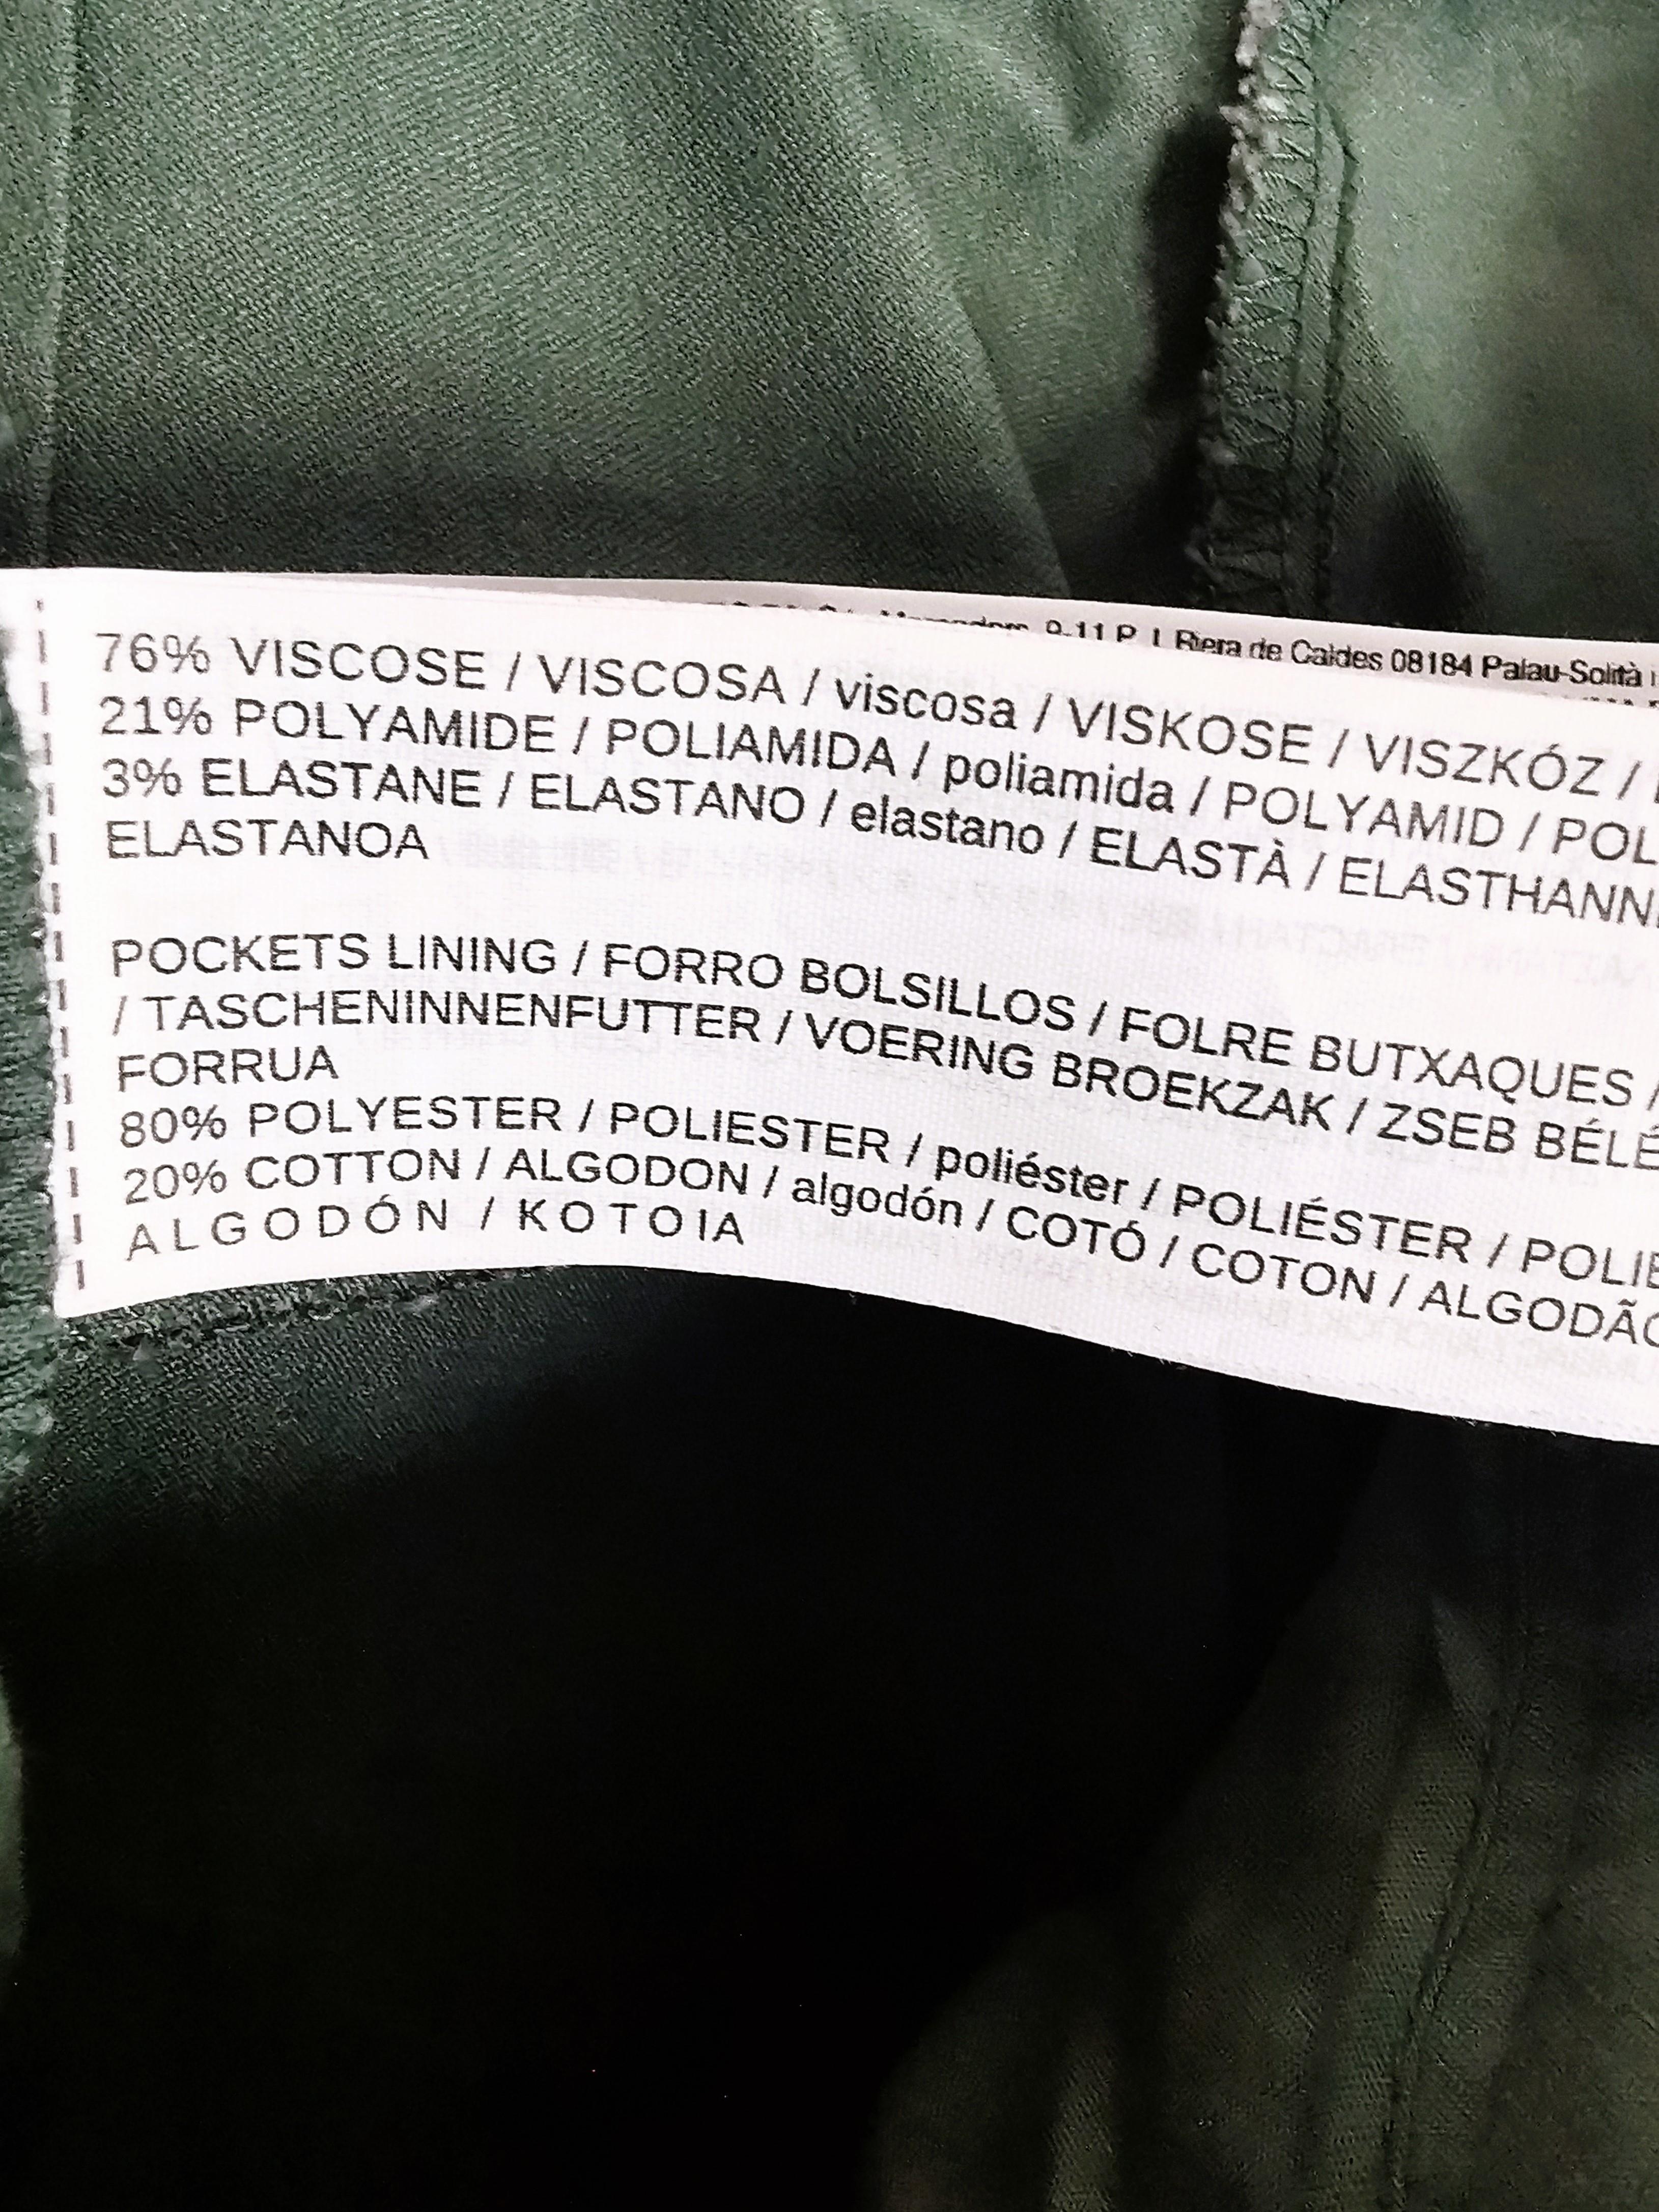 9-11 P. I. Riera de Caldes 08184 Palau-Solità i
76% VISCOSE / VISCOSA / viscosa / VISKOSE / VISZKÓZ /
21% POLYAMIDE / POLIAMIDA / poliamida / POLYAMID / POL
3% ELASTANE / ELASTANO / elastano / ELASTÀ / ELASTHANN
ELASTANOA
POCKETS LINING / FORRO BOLSILLOS / FOLRE BUTXAQUES /
/ TASCHENINNENFUTTER / VOERING BROEKZAK / ZSEB BÉLÉ
FORRUA
80% POLYESTER / POLIESTER / poliéster / POLIÉSTER / POLIE
20% COTTON / ALGODON / algodón / COTÓ / COTON / ALGODÃO
ALGODÓN / KOTOIA